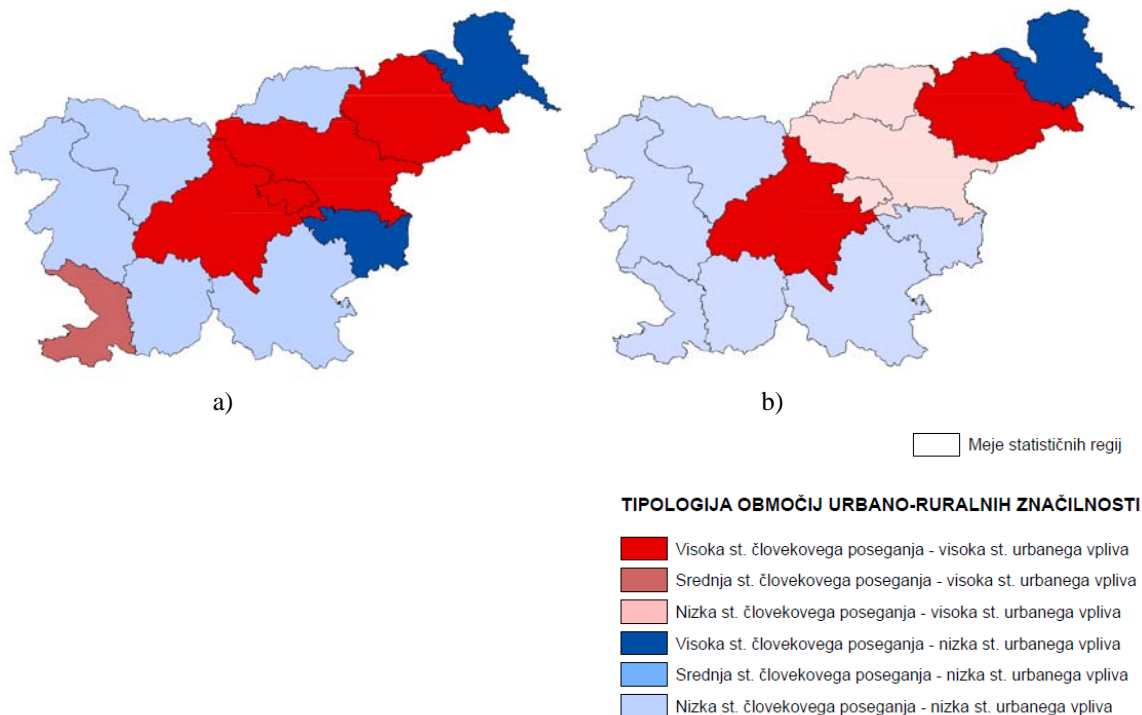 a)
b)
Meje statističnih regij
TIPOLOGIJA OBMOČIJ URBANO-RURALNIH ZNAČILNOSTI
Visoka st. človekovega poseganja - visoka st. urbanega vpliva
Srednja st. človekovega poseganja - visoka st. urbanega vpliva
Nizka st. človekovega poseganja - visoka st. urbanega vpliva
Visoka st. človekovega poseganja - nizka st. urbanega vpliva
Srednja st. človekovega poseganja - nizka st. urbanega vpliva
Nizka st. človekovega poseganja - nizka st. urbanega vpliva